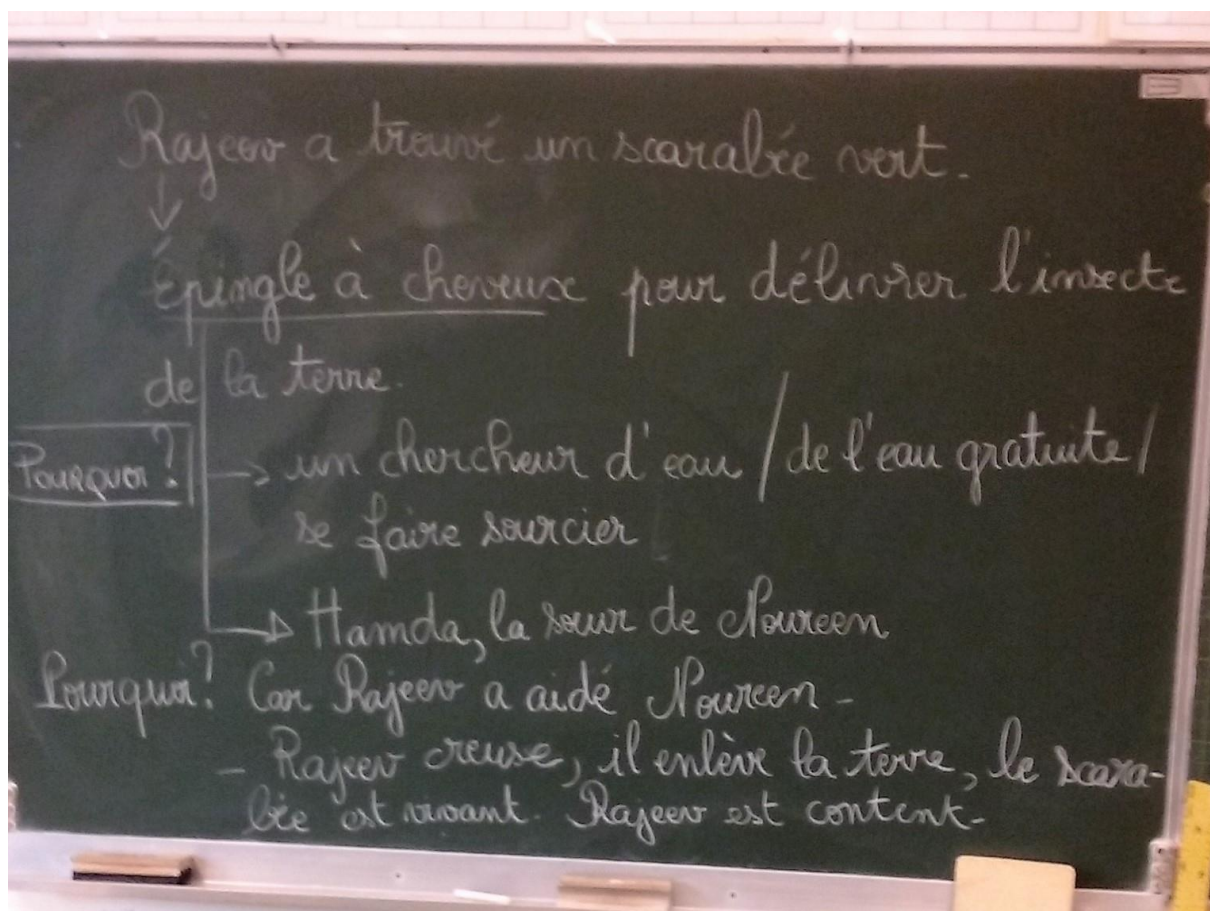 Rajeev a trouvé un scarabée vert.
Épingle à cheveux pour délivrer l'insecte
de la terre.
Pourquoi? → un chercheur d'eau / de l'eau gratuite /
se faire sourcier
→ Hamda, la sœur de Noureen
Pourquoi? Car Rajeev a aidé Noureen -
- Rajeev creuse, il enlève la terre, le scara-
bée est vivant. Rajeev est content.